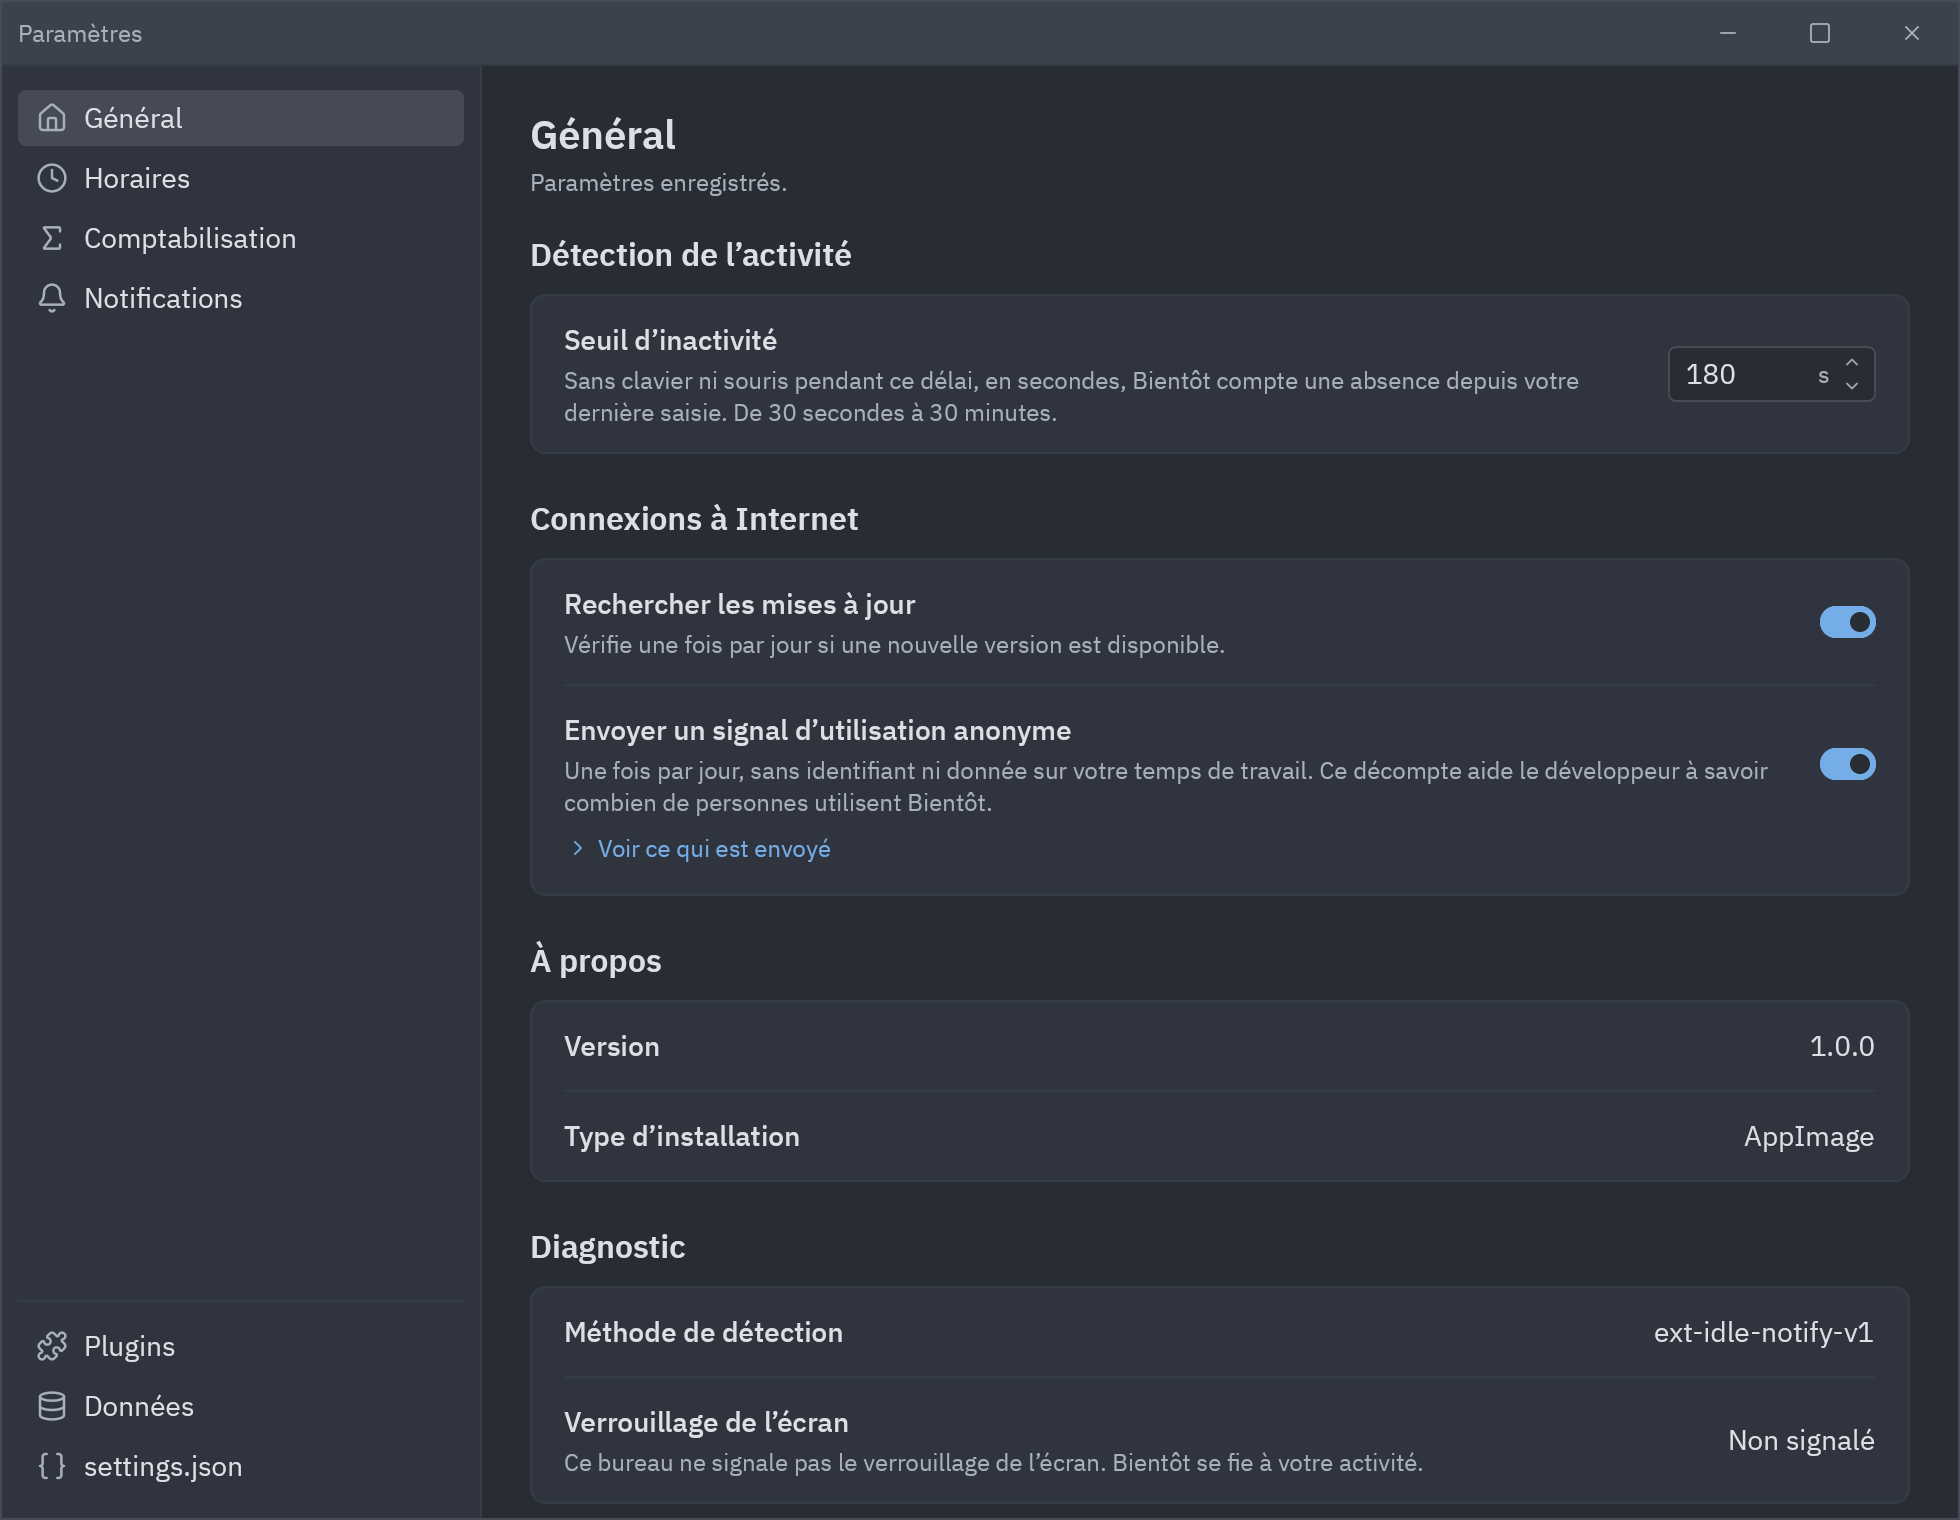 Paramètres
Général
Horaires
Comptabilisation
Notifications
Plugins
Données
settings.json
Général
Paramètres enregistrés.
Détection de l’activité
Seuil d’inactivité
Sans clavier ni souris pendant ce délai, en secondes, Bientôt compte une absence depuis votre
dernière saisie. De 30 secondes à 30 minutes.
180 s
Connexions à Internet
Rechercher les mises à jour
Vérifie une fois par jour si une nouvelle version est disponible.
Envoyer un signal d’utilisation anonyme
Une fois par jour, sans identifiant ni donnée sur votre temps de travail. Ce décompte aide le développeur à savoir
combien de personnes utilisent Bientôt.
Voir ce qui est envoyé
À propos
Version 1.0.0
Type d’installation AppImage
Diagnostic
Méthode de détection ext-idle-notify-v1
Verrouillage de l’écran
Ce bureau ne signale pas le verrouillage de l’écran. Bientôt se fie à votre activité.
Non signalé